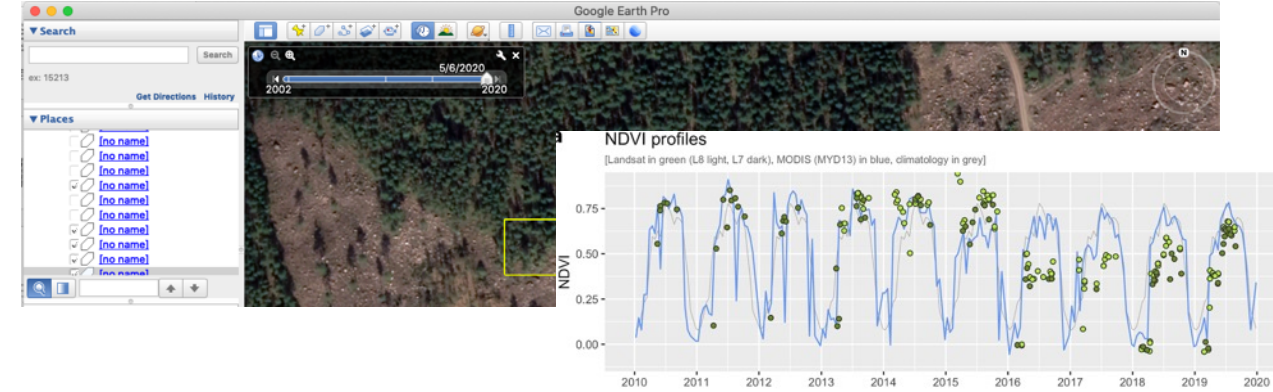 Google Earth Pro
▼ Search
Search
ex: 15213
Get Directions History
▼ Places
[no name]
[no name]
[no name]
[no name]
[no name]
[no name]
[no name]
[no name]
[no name]
[no name]
5/6/2020
2002 2020
N
NDVI profiles
[Landsat in green (L8 light, L7 dark), MODIS (MYD13) in blue, climatology in grey]
NDVI
0.75
0.50
0.25
0.00
2010 2011 2012 2013 2014 2015 2016 2017 2018 2019 2020